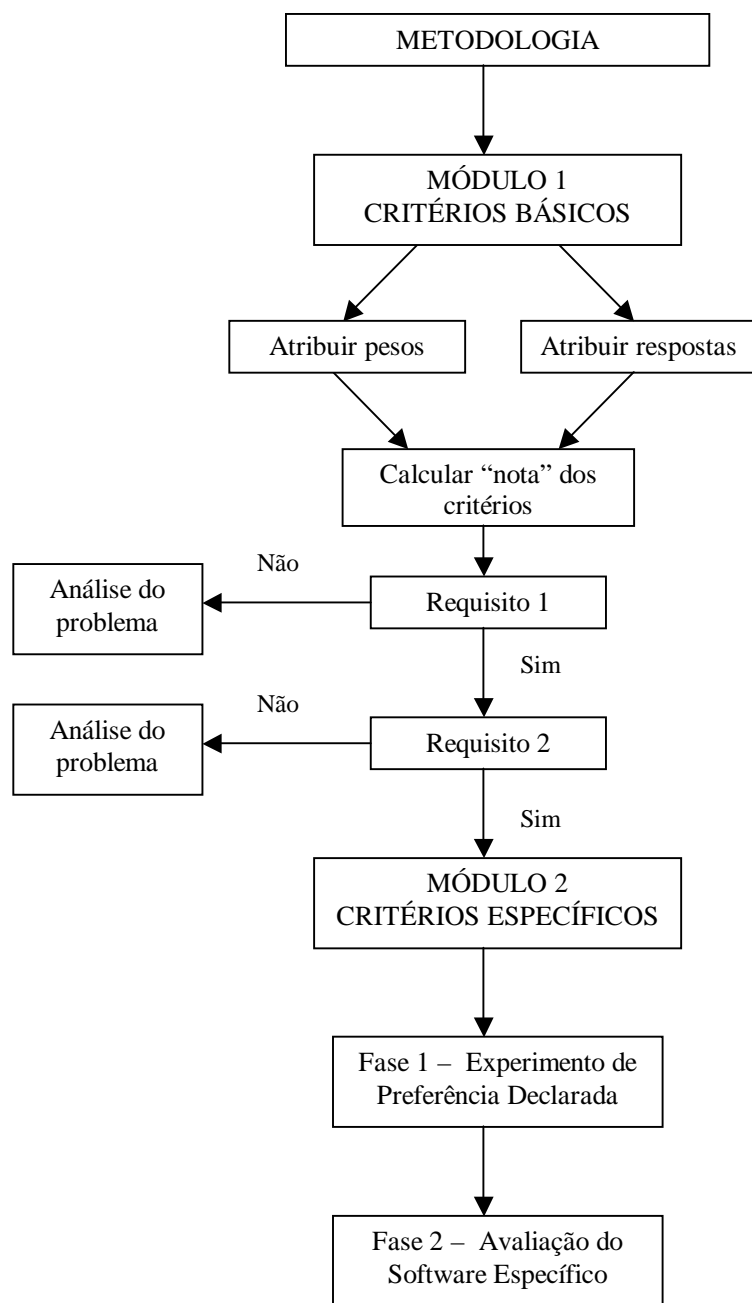 METODOLOGIA
MÓDULO 1
CRITÉRIOS BÁSICOS
Atribuir pesos
Atribuir respostas
Calcular “nota” dos
critérios
Não
Análise do
problema
Requisito 1
Sim
Não
Análise do
problema
Requisito 2
Sim
MÓDULO 2
CRITÉRIOS ESPECÍFICOS
Fase 1 – Experimento de
Preferência Declarada
Fase 2 – Avaliação do
Software Específico